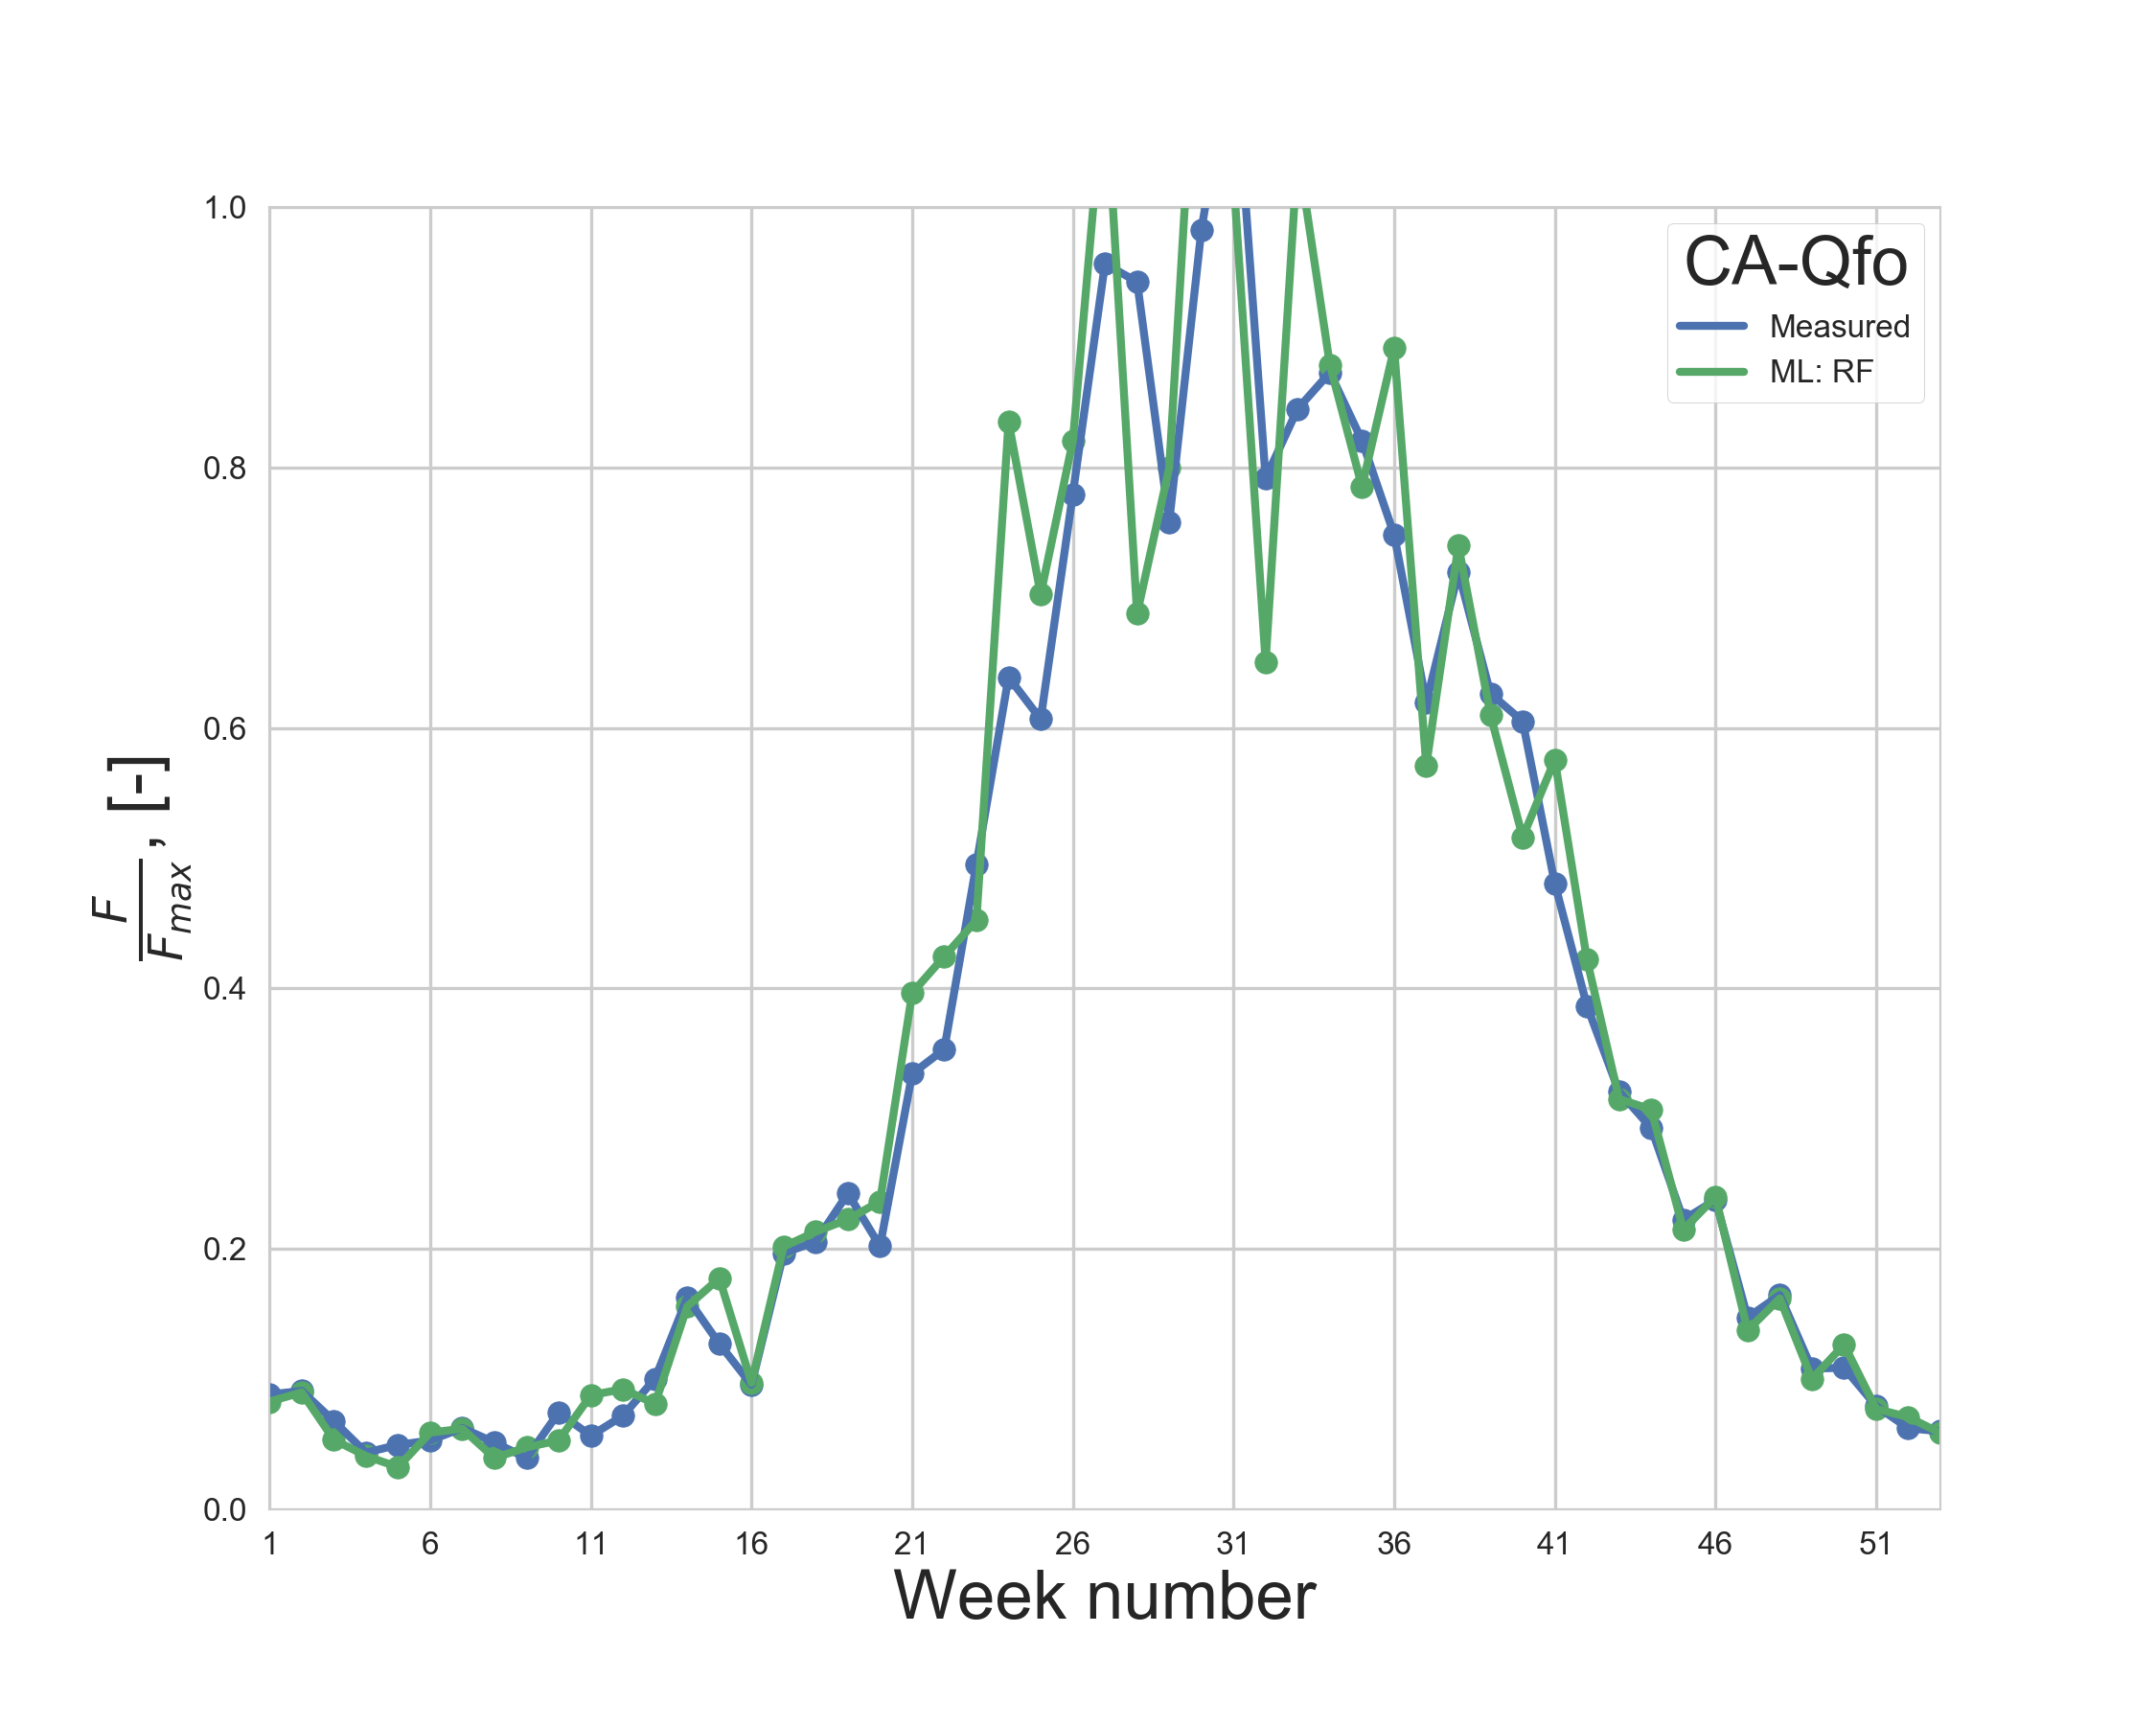 CA-Qfo
Measured
ML: RF
1.0
0.8
0.6
0.4
0.2
0.0
F
F_max, [-]
1 6 11 16 21 26 31 36 41 46 51
Week number